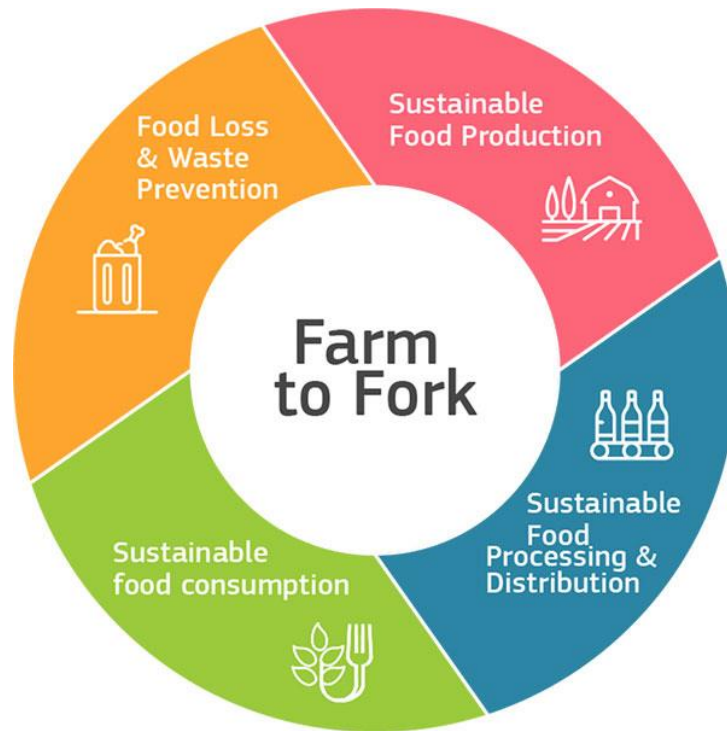 Farm
to Fork
Sustainable
Food Production
Sustainable
Food
Processing &
Distribution
Sustainable
food consumption
Food Loss
& Waste
Prevention